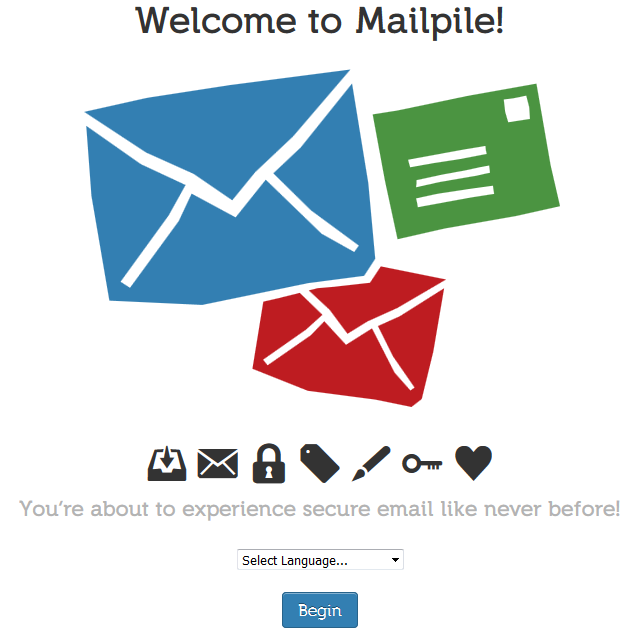 Welcome to Mailpile!
You’re about to experience secure email like never before!
Select Language...
Begin